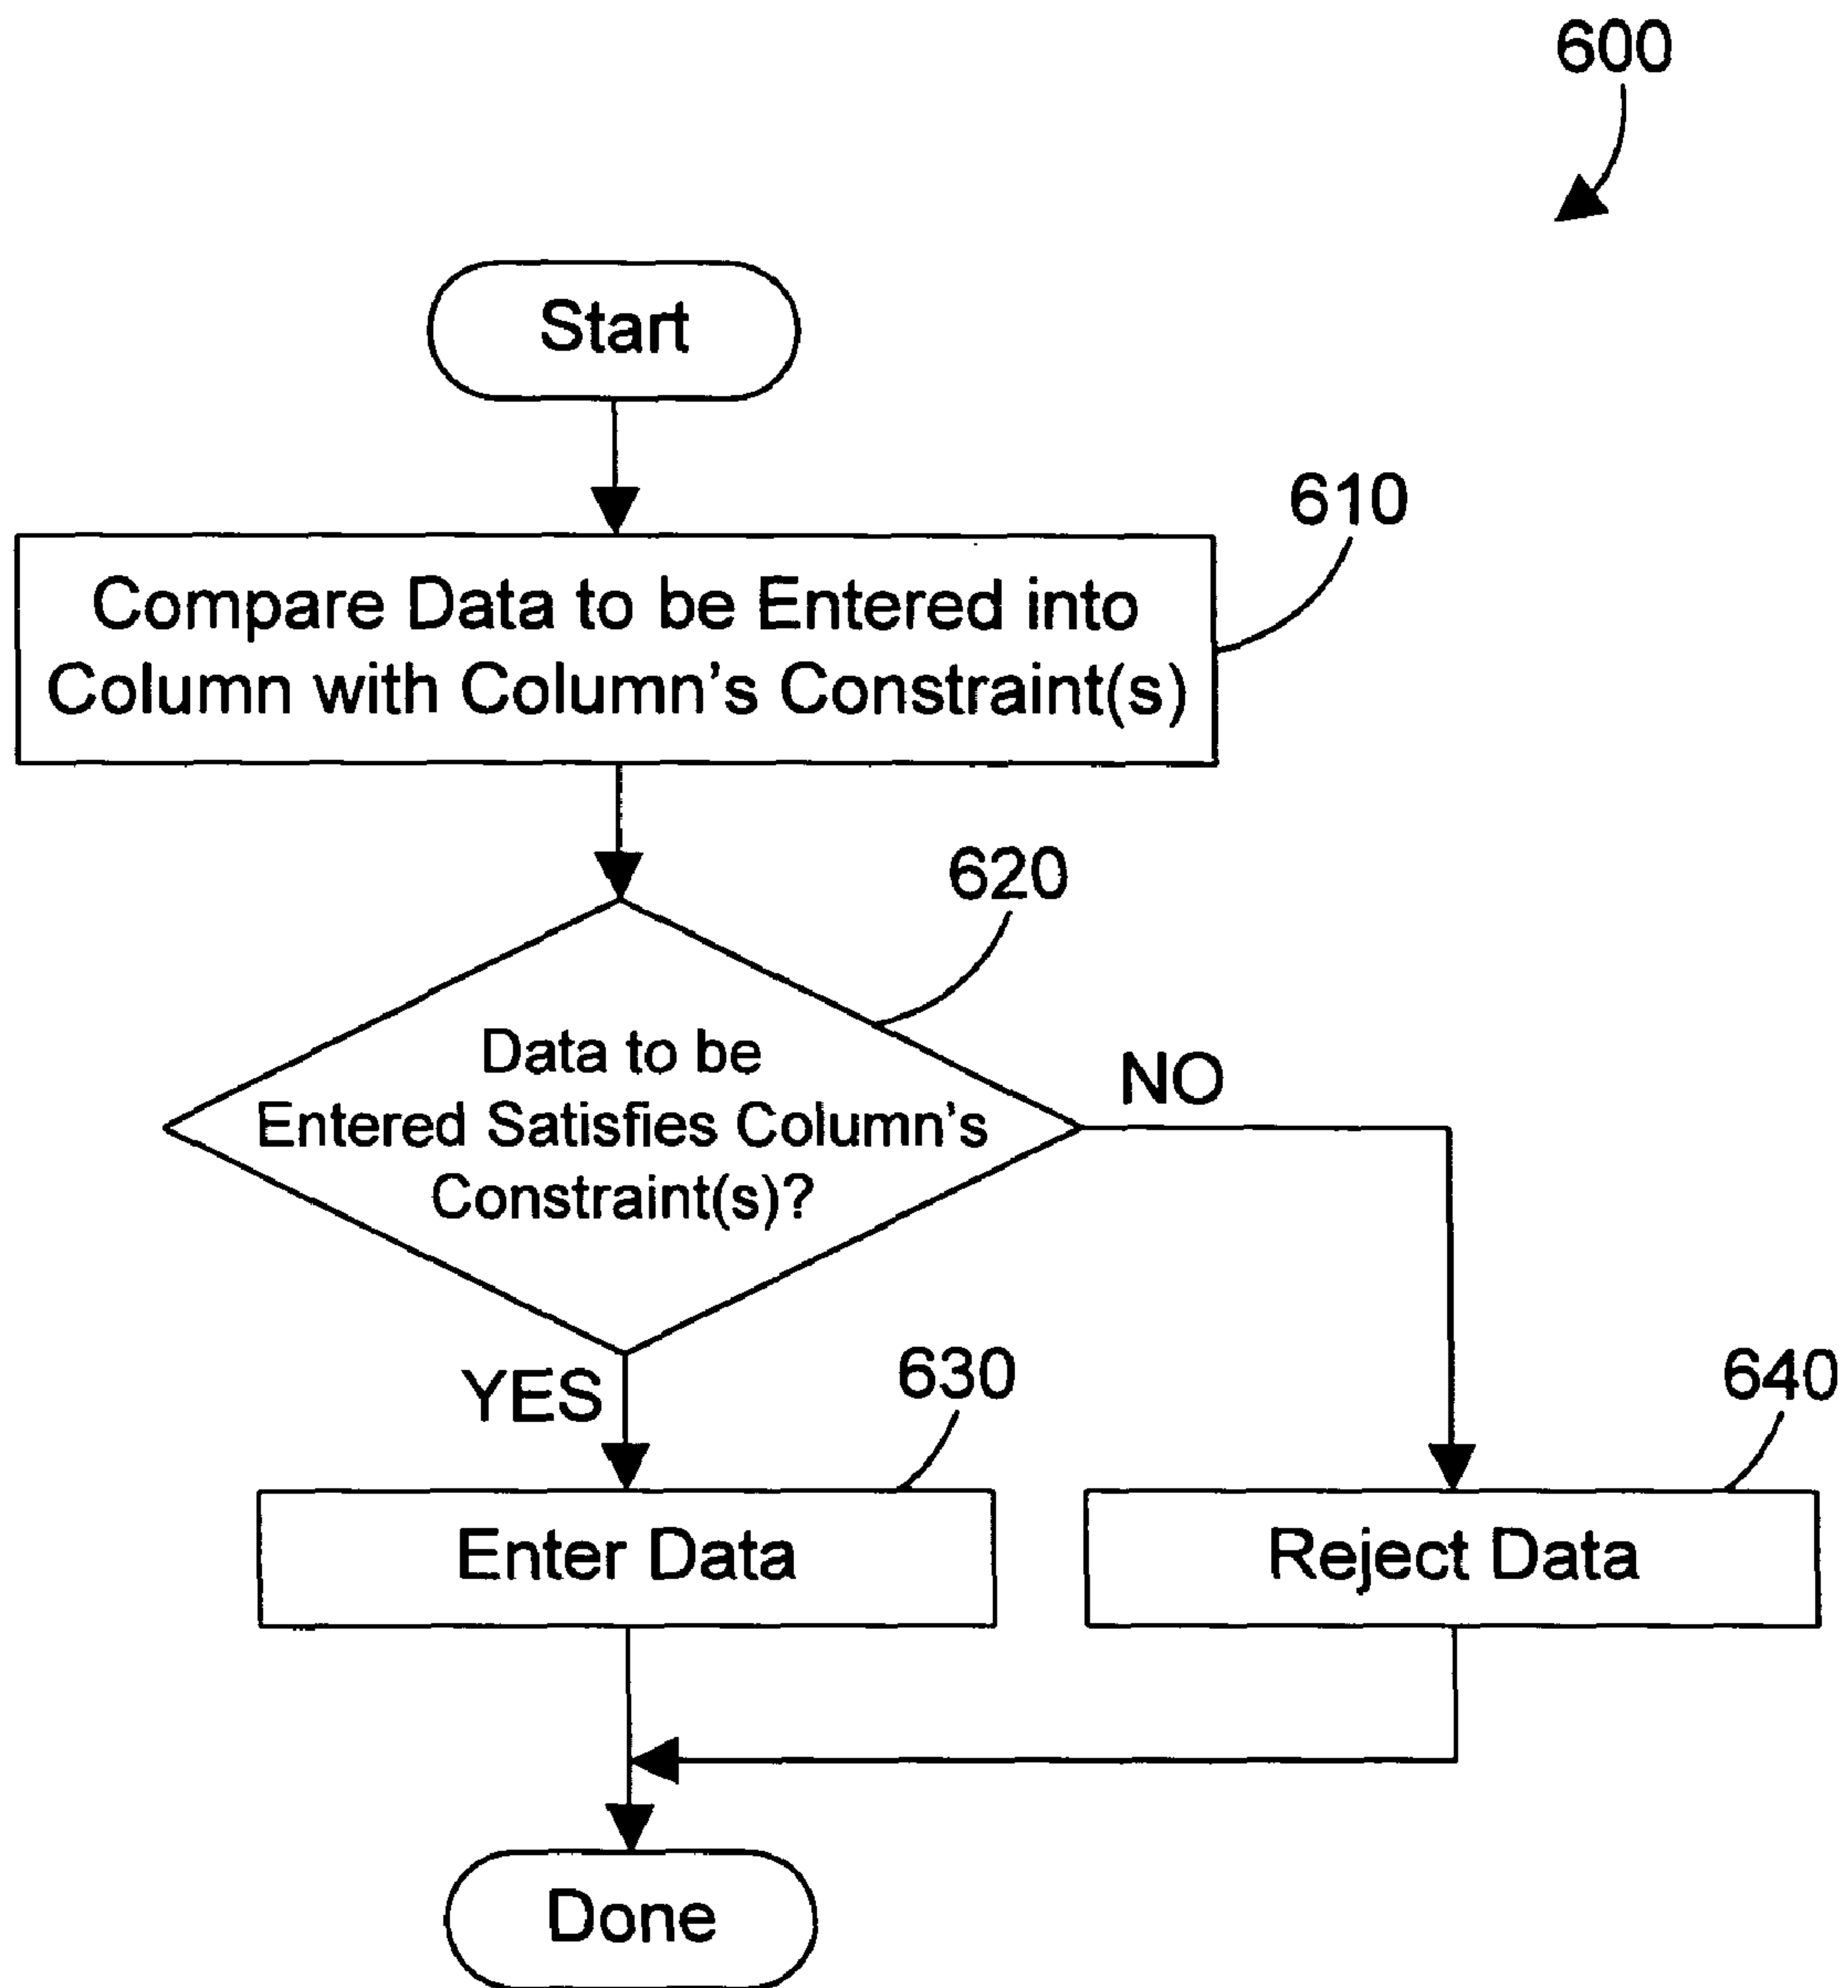 600
Start
610
Compare Data to be Entered into
Column with Column's Constraint(s)
620
Data to be
Entered Satisfies Column's
Constraint(s)?
NO
YES
630
640
Enter Data
Reject Data
Done